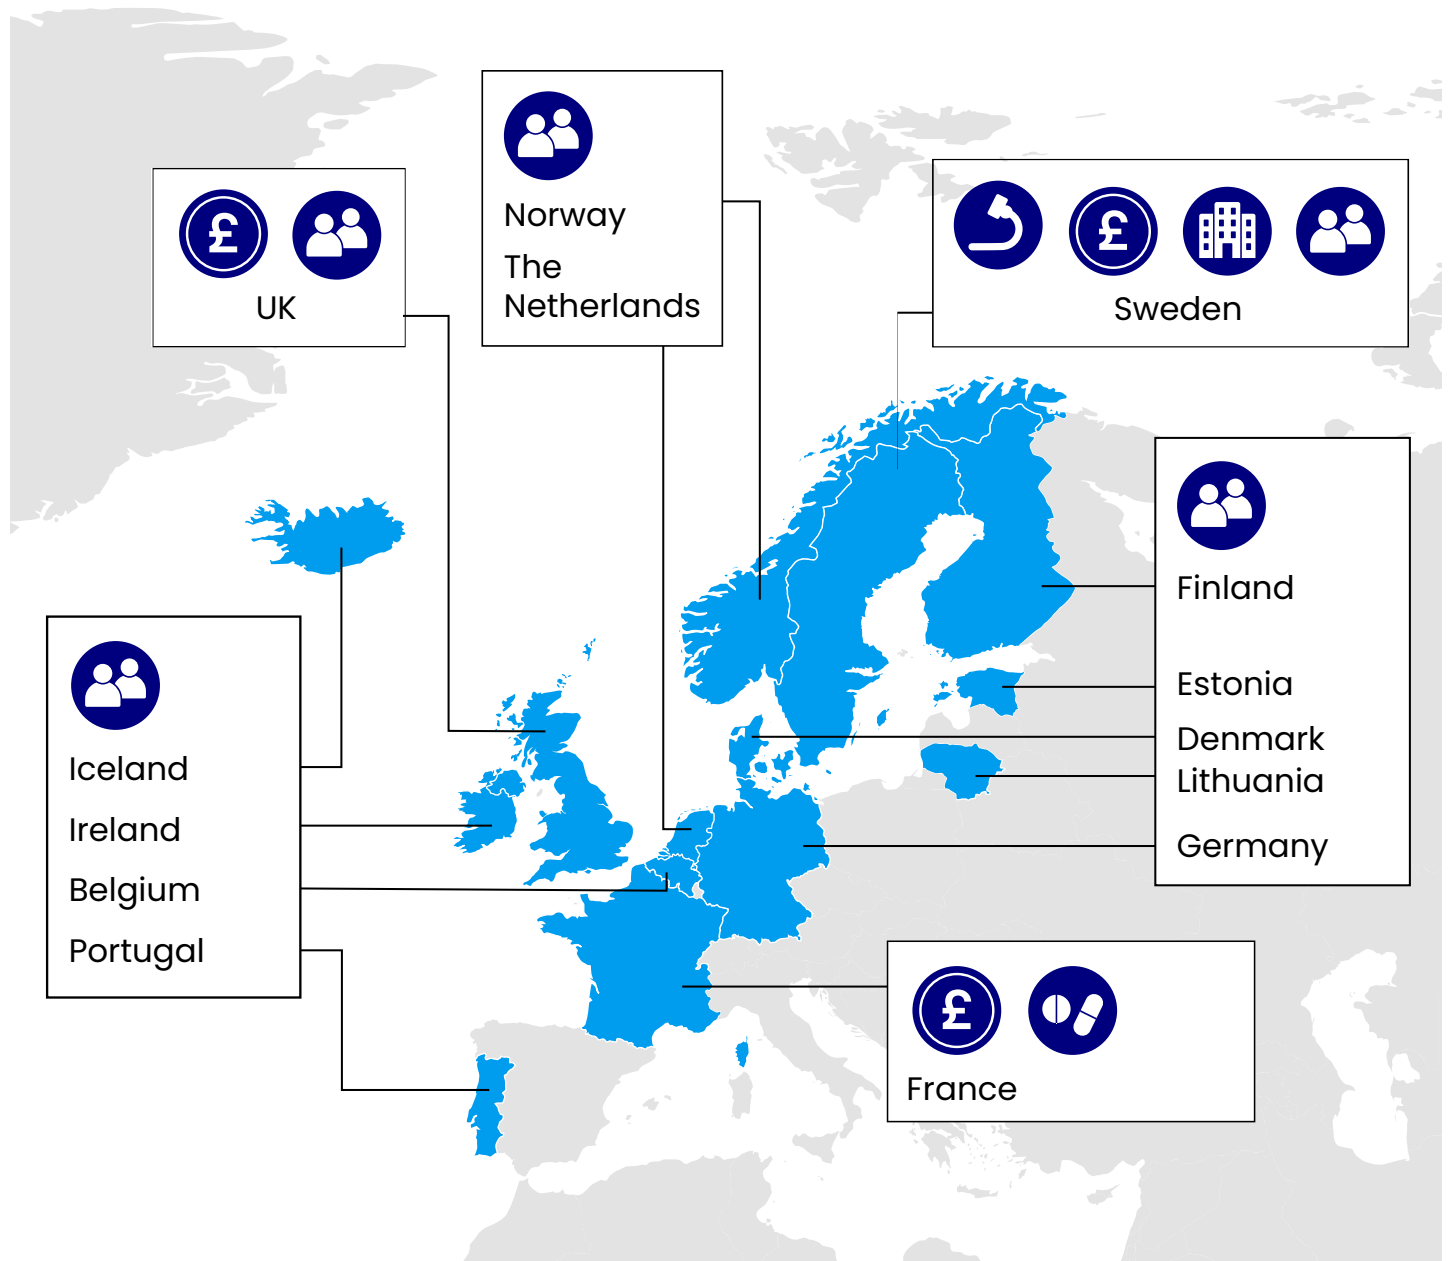 £
UK
Norway
The
Netherlands
£
Sweden
Finland
Estonia
Denmark
Lithuania
Germany
Iceland
Ireland
Belgium
Portugal
£
France